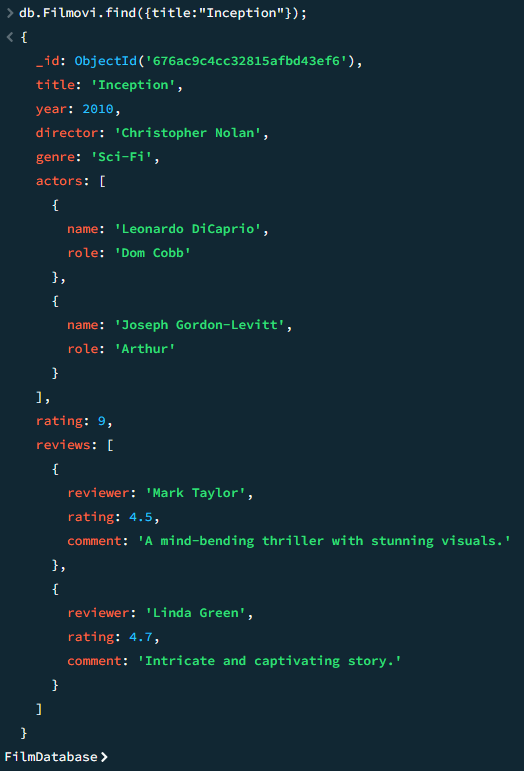 > db.Filmovi.find({title:"Inception"});
< {
_id: ObjectId('676ac9c4cc32815afbd43ef6'),
title: 'Inception',
year: 2010,
director: 'Christopher Nolan',
genre: 'Sci-Fi',
actors: [
{
name: 'Leonardo DiCaprio',
role: 'Dom Cobb'
},
{
name: 'Joseph Gordon-Levitt',
role: 'Arthur'
}
],
rating: 9,
reviews: [
{
reviewer: 'Mark Taylor',
rating: 4.5,
comment: 'A mind-bending thriller with stunning visuals.'
},
{
reviewer: 'Linda Green',
rating: 4.7,
comment: 'Intricate and captivating story.'
}
]
}
FilmDatabase>